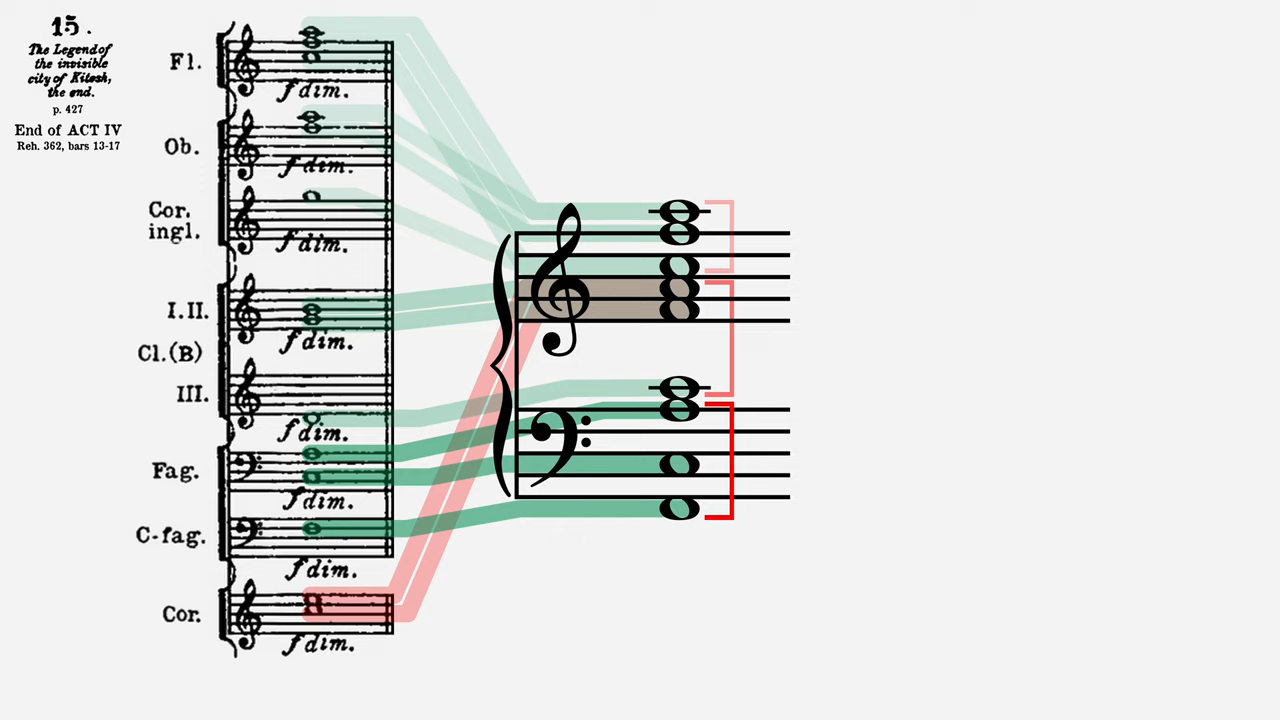 15.
The Legend of
the invisible
city of Kitesh,
the end.
p. 427
End of ACT IV
Reh. 362, bars 13-17
Fl.
f dim.
Ob.
f dim.
Cor.
ingl.
f dim.
I.II.
f dim.
Cl.(B)
III.
f dim.
Fag.
f dim.
C-fag.
f dim.
Cor.
f dim.